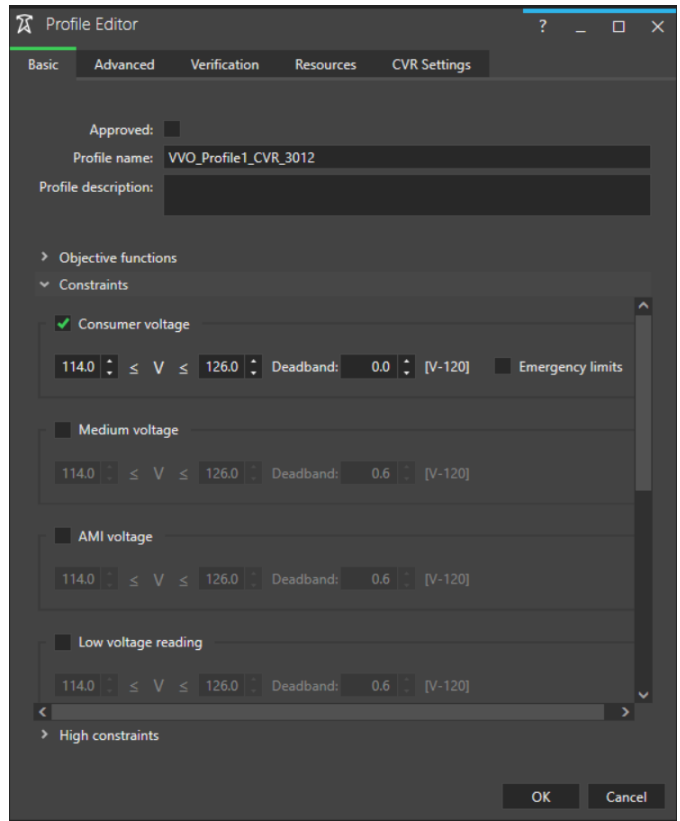 Profile Editor ?
Basic Advanced Verification Resources CVR Settings
Approved:
Profile name: VVO_Profile1_CVR_3012
Profile description:
Objective functions
Constraints
Consumer voltage
114.0 ≤ V ≤ 126.0 Deadband: 0.0 [V-120] Emergency limits
Medium voltage
114.0 ≤ V ≤ 126.0 Deadband: 0.6 [V-120]
AMI voltage
114.0 ≤ V ≤ 126.0 Deadband: 0.6 [V-120]
Low voltage reading
114.0 ≤ V ≤ 126.0 Deadband: 0.6 [V-120]
High constraints
OK Cancel